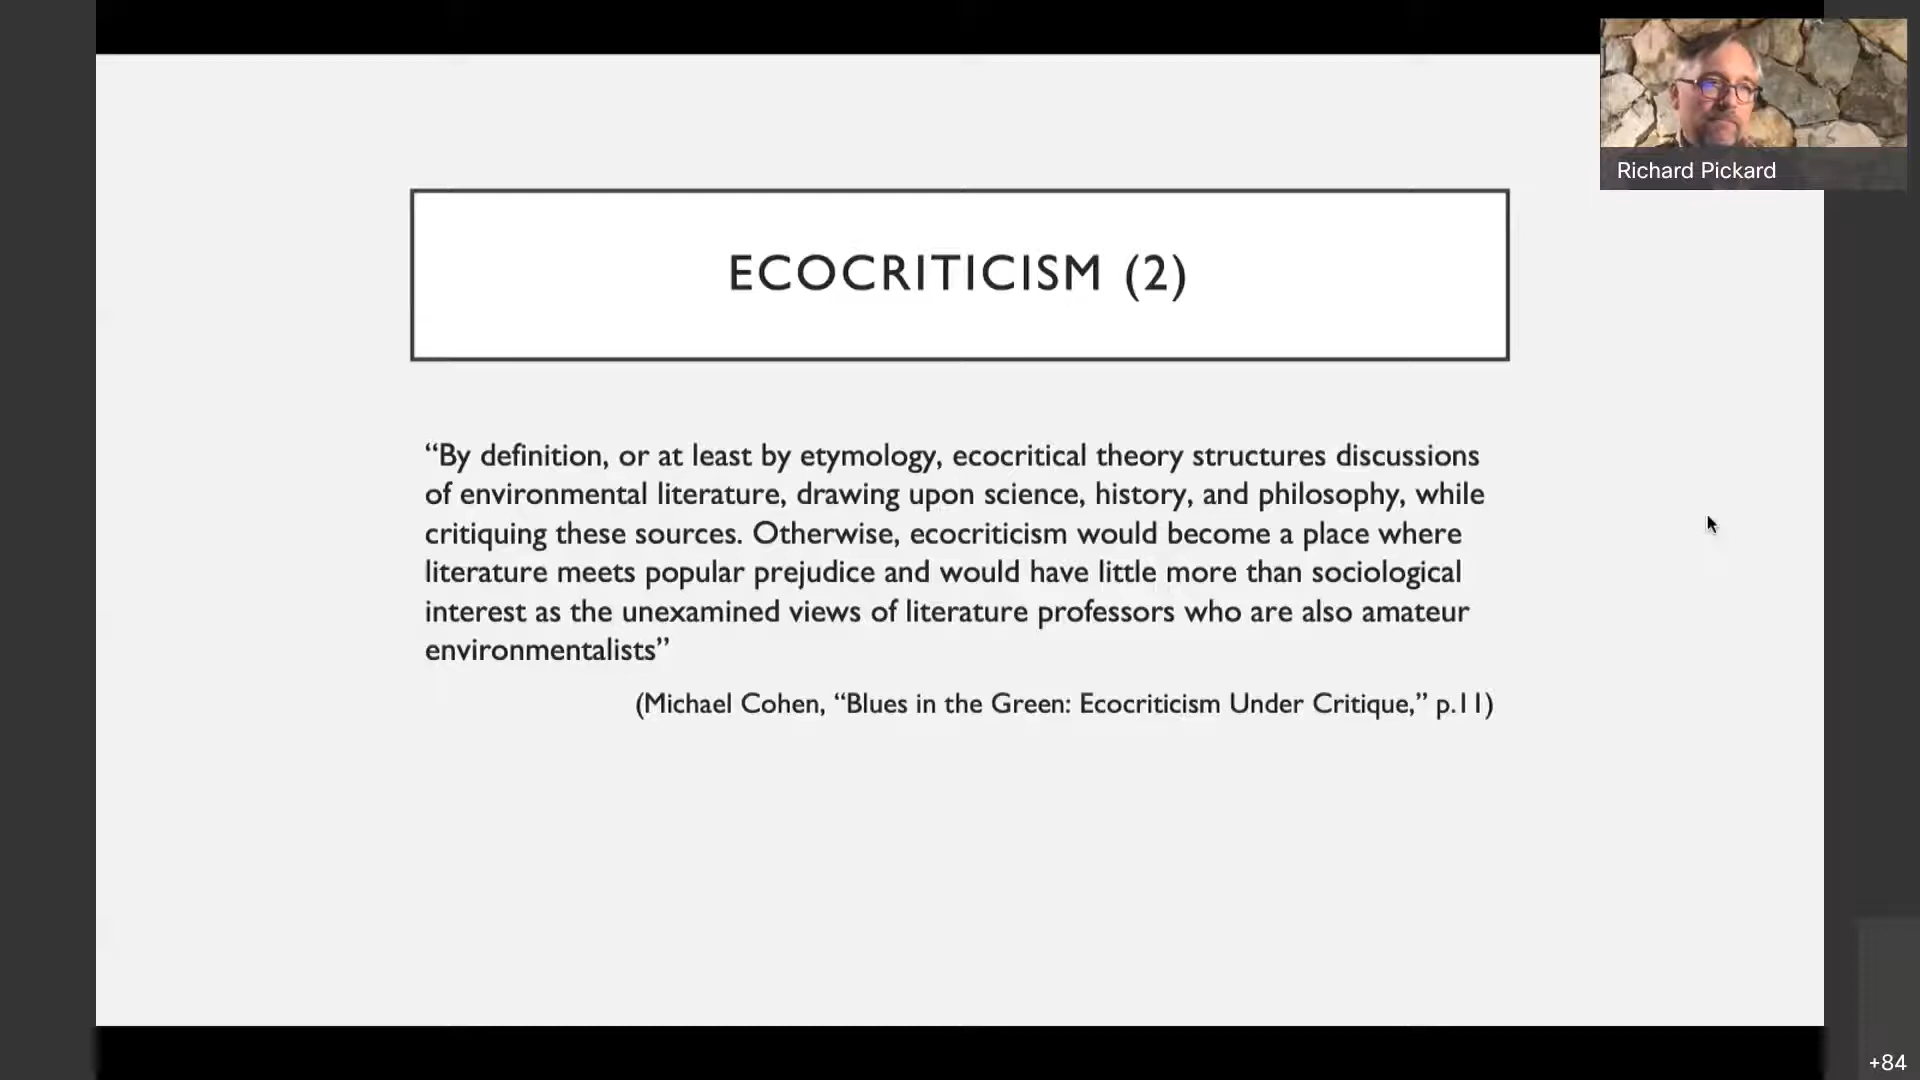 Richard Pickard
ECOCRITICISM (2)
“By definition, or at least by etymology, ecocritical theory structures discussions
of environmental literature, drawing upon science, history, and philosophy, while
critiquing these sources. Otherwise, ecocriticism would become a place where
literature meets popular prejudice and would have little more than sociological
interest as the unexamined views of literature professors who are also amateur
environmentalists”
(Michael Cohen, “Blues in the Green: Ecocriticism Under Critique,” p.11)
+84